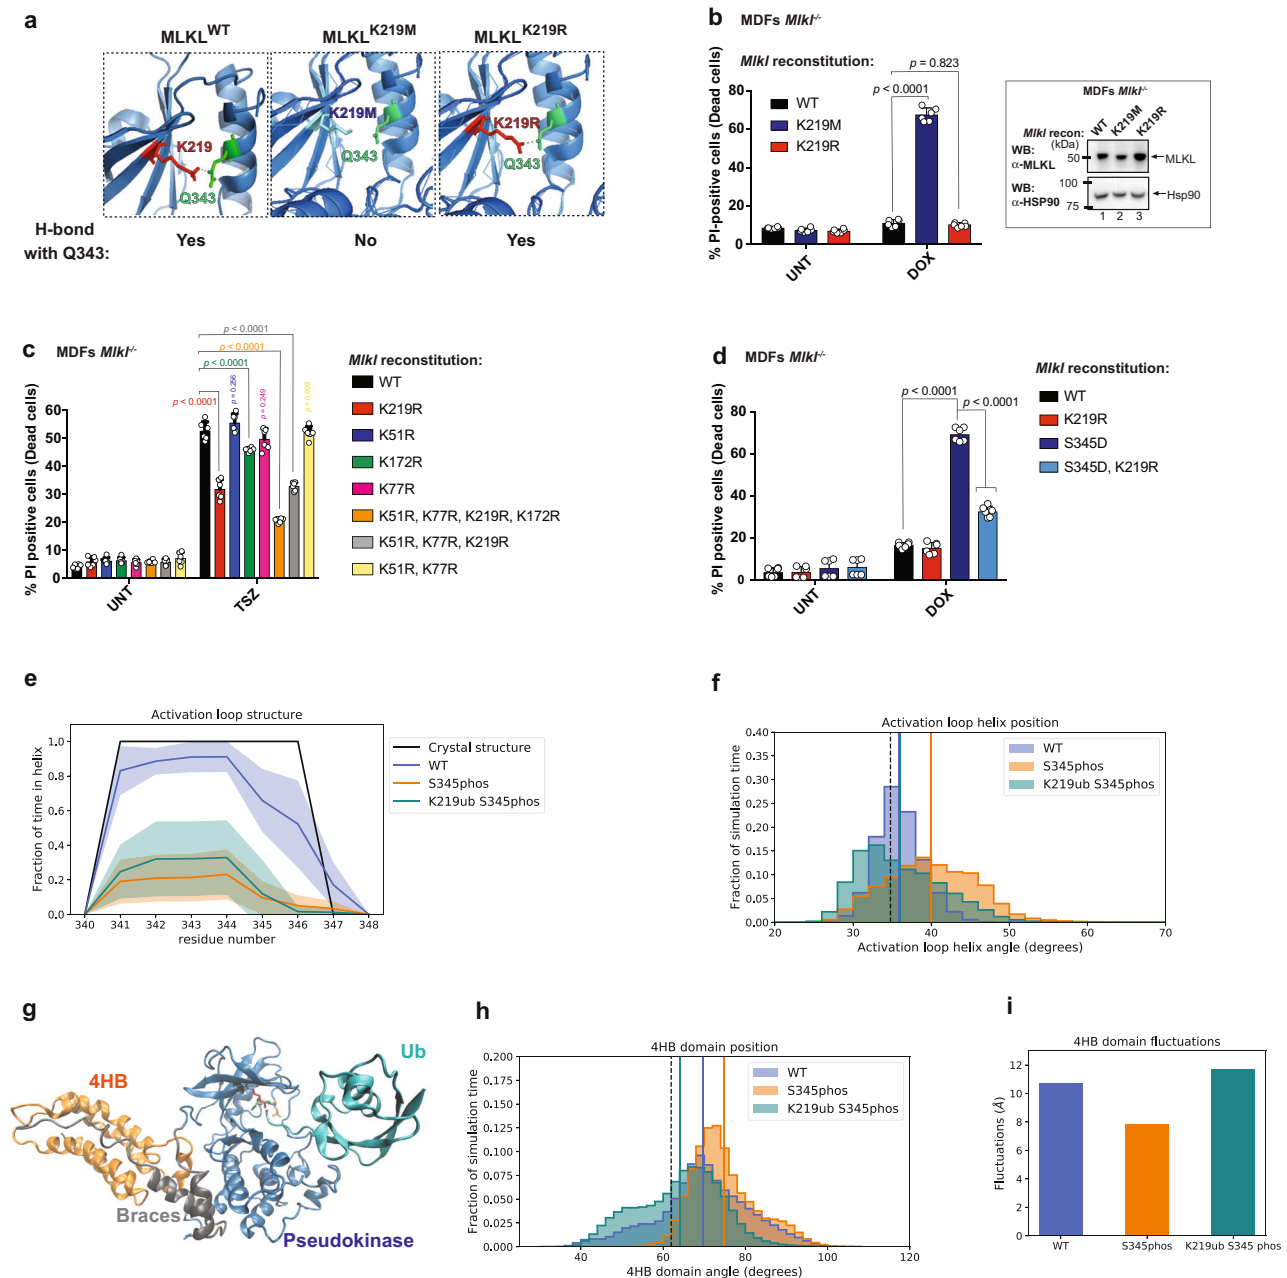 a
MLKL^WT
MLKL^K219M
MLKL^K219R
K219
Q343
K219M
Q343
K219R
Q343
H-bond
with Q343:
Yes
No
Yes
b
MDFs Mlkl-/-
Mlkl reconstitution:
WT
K219M
K219R
p = 0.823
p < 0.0001
% PI-positive cells (Dead cells)
80
60
40
20
0
UNT
DOX
MDFs Mlkl-/-
Mlkl recon:
WT
K219M
K219R
(kDa)
WB:
α-MLKL
50
MLKL
WB:
α-HSP90
100
75
Hsp90
1 2 3
c
MDFs Mlkl-/-
p < 0.0001
p < 0.0001
p < 0.0001
p < 0.0001
p = 0.256
p = 0.249
% PI positive cells (Dead cells)
60
50
40
30
20
10
0
UNT
TSZ
Mlkl reconstitution:
WT
K219R
K51R
K172R
K77R
K51R, K77R, K219R, K172R
K51R, K77R, K219R
K51R, K77R
d
MDFs Mlkl-/-
p < 0.0001
p < 0.0001
% PI positive cells (Dead cells)
80
60
40
20
0
UNT
DOX
Mlkl reconstitution:
WT
K219R
S345D
S345D, K219R
e
Activation loop structure
Fraction of time in helix
1.0
0.8
0.6
0.4
0.2
0.0
340 341 342 343 344 345 346 347 348
residue number
Crystal structure
WT
S345phos
K219ub S345phos
f
Activation loop helix position
Fraction of simulation time
0.40
0.35
0.30
0.25
0.20
0.15
0.10
0.05
0.00
20 30 40 50 60 70
Activation loop helix angle (degrees)
WT
S345phos
K219ub S345phos
g
4HB
Ub
Braces
Pseudokinase
h
4HB domain position
Fraction of simulation time
0.200
0.175
0.150
0.125
0.100
0.075
0.050
0.025
0.000
40 60 80 100 120
4HB domain angle (degrees)
WT
S345phos
K219ub S345phos
i
4HB domain fluctuations
Fluctuations (Å)
12
10
8
6
4
2
0
WT S345phos K219ub S345 phos